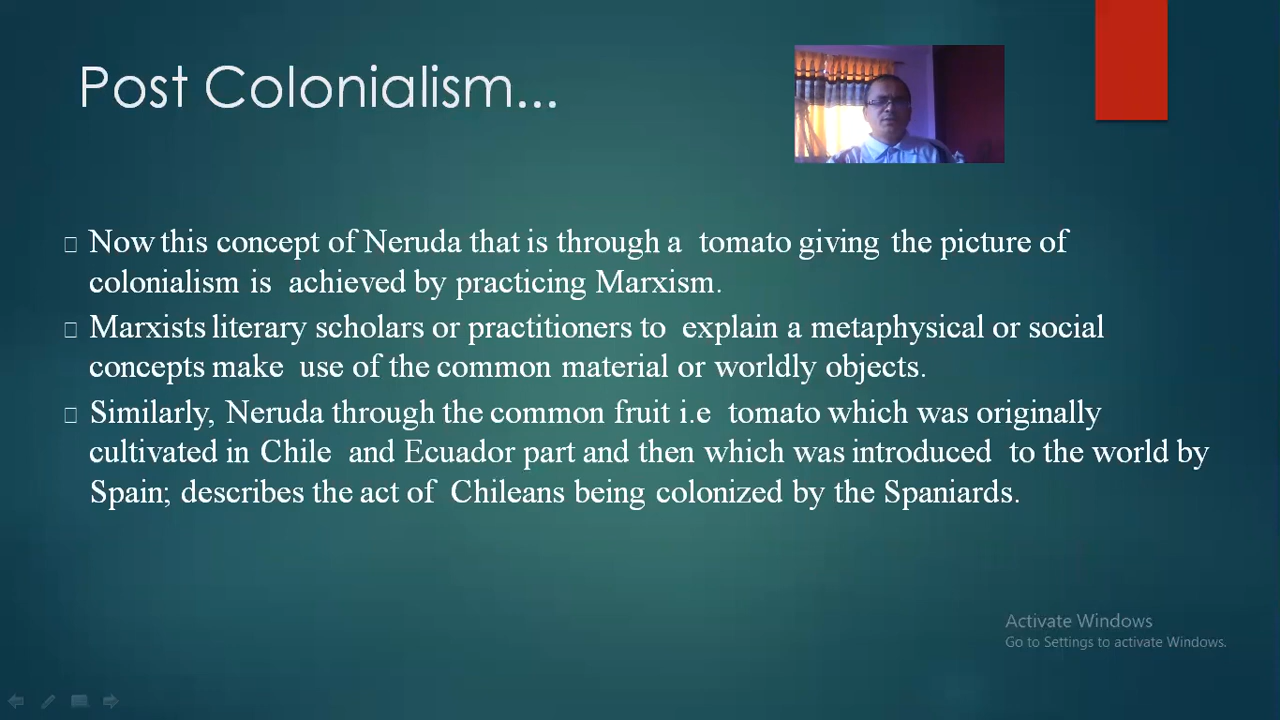 Post Colonialism...
Now this concept of Neruda that is through a tomato giving the picture of
colonialism is achieved by practicing Marxism.
Marxists literary scholars or practitioners to explain a metaphysical or social
concepts make use of the common material or worldly objects.
Similarly, Neruda through the common fruit i.e tomato which was originally
cultivated in Chile and Ecuador part and then which was introduced to the world by
Spain; describes the act of Chileans being colonized by the Spaniards.
Activate Windows
Go to Settings to activate Windows.